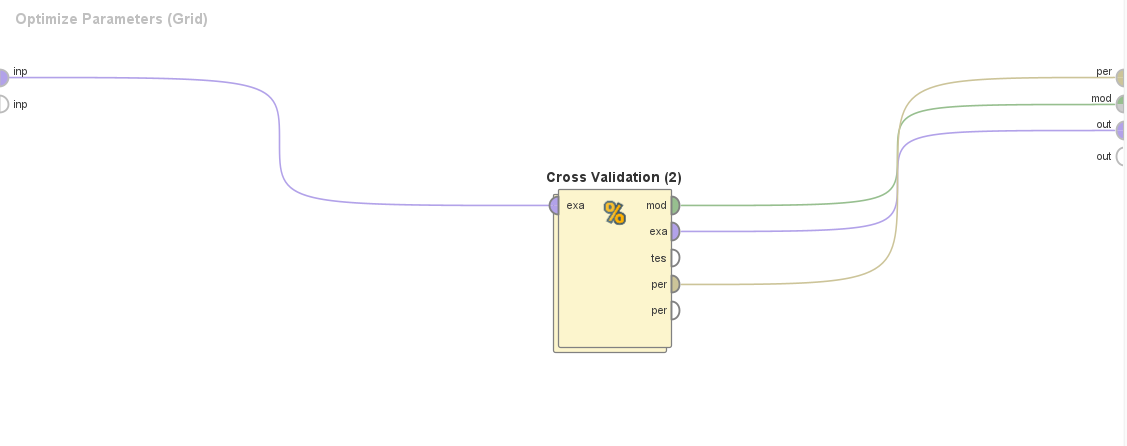 Optimize Parameters (Grid)
inp
inp
per
mod
out
out
Cross Validation (2)
exa
mod
exa
tes
per
per